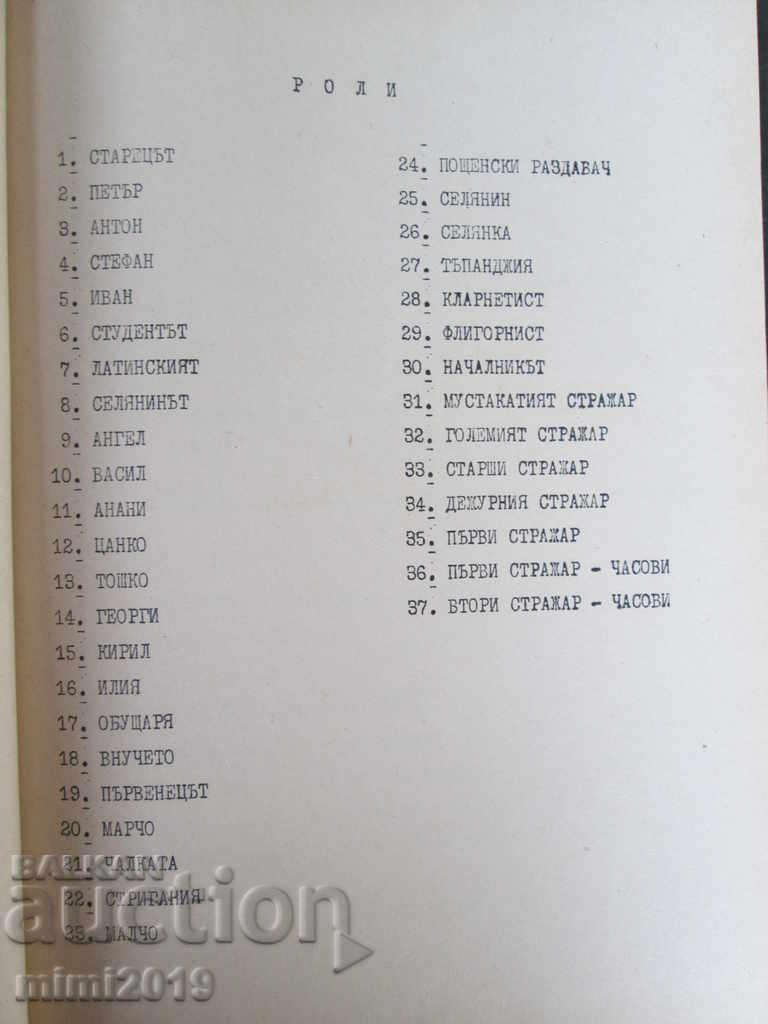 Р О Л И
1. СТАРЕЦЪТ
2. ПЕТЪР
3. АНТОН
4. СТЕФАН
5. ИВАН
6. СТУДЕНТЪТ
7. ЛАТИНСКИЯТ
8. СЕЛЯНИНЪТ
9. АНГЕЛ
10. ВАСИЛ
11. АНАНИ
12. ЦАНКО
13. ТОШКО
14. ГЕОРГИ
15. КИРИЛ
16. ИЛИЯ
17. ОБУЩАРЯ
18. ВНУЧЕТО
19. ПЪРВЕНЕЦЪТ
20. МАРЧО
21. ЧАЛКАТА
22. СТРИГАНИЯ
23. МАЛЧО
24. ПОЩЕНСКИ РАЗДАВАЧ
25. СЕЛЯНИН
26. СЕЛЯНКА
27. ТЪПАНДЖИЯ
28. КЛАРНЕТИСТ
29. ФЛИГОРНИСТ
30. НАЧАЛНИКЪТ
31. МУСТАКАТИЯТ СТРАЖАР
32. ГОЛЕМИЯТ СТРАЖАР
33. СТАРШИ СТРАЖАР
34. ДЕЖУРНИЯ СТРАЖАР
35. ПЪРВИ СТРАЖАР
36. ПЪРВИ СТРАЖАР - ЧАСОВИ
37. ВТОРИ СТРАЖАР - ЧАСОВИ
BALKAN
auction
mimi2019